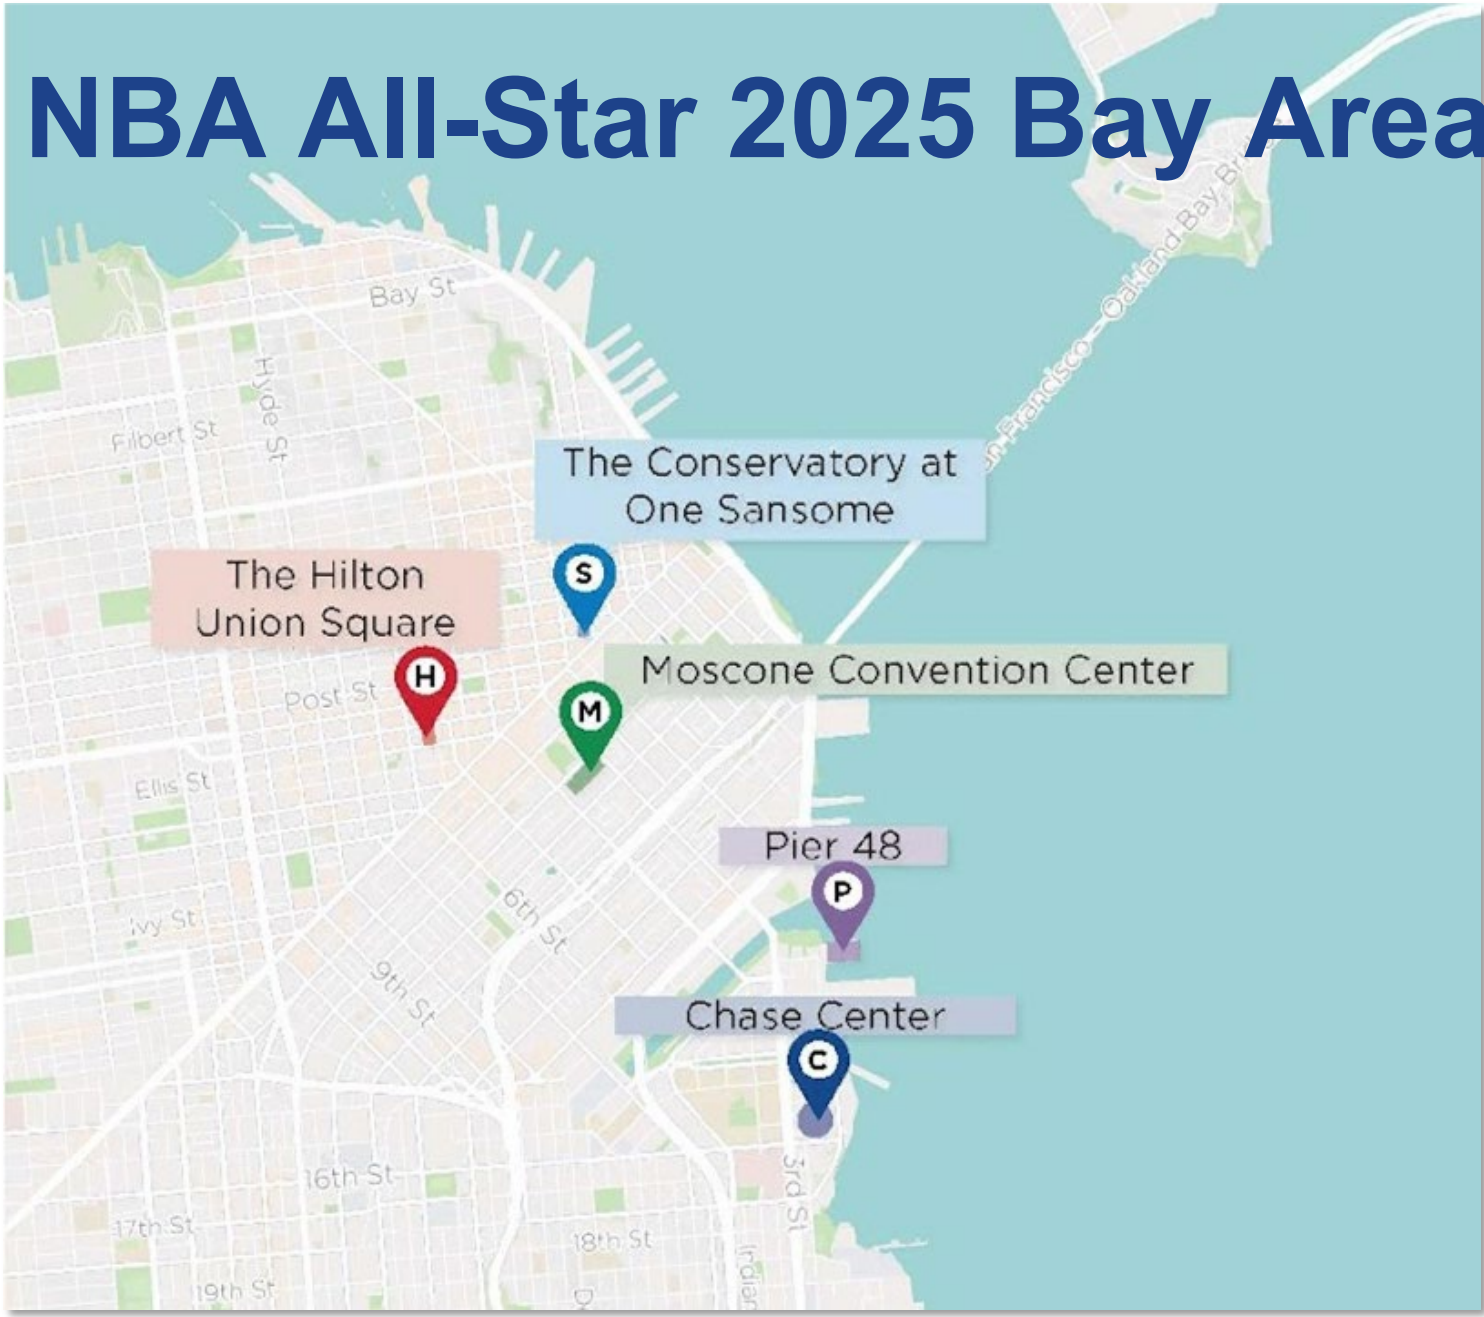 NBA All-Star 2025 Bay Area
Bay St
Hyde St
Filbert St
Oakland Bay
Francisco
The Conservatory at
One Sansome
S
The Hilton
Union Square
H
Moscone Convention Center
M
Post St
Ellis St
Pier 48
P
6th St
Ivy St
9th St
Chase Center
C
16th St
3rd St
17th St
18th St
19th St